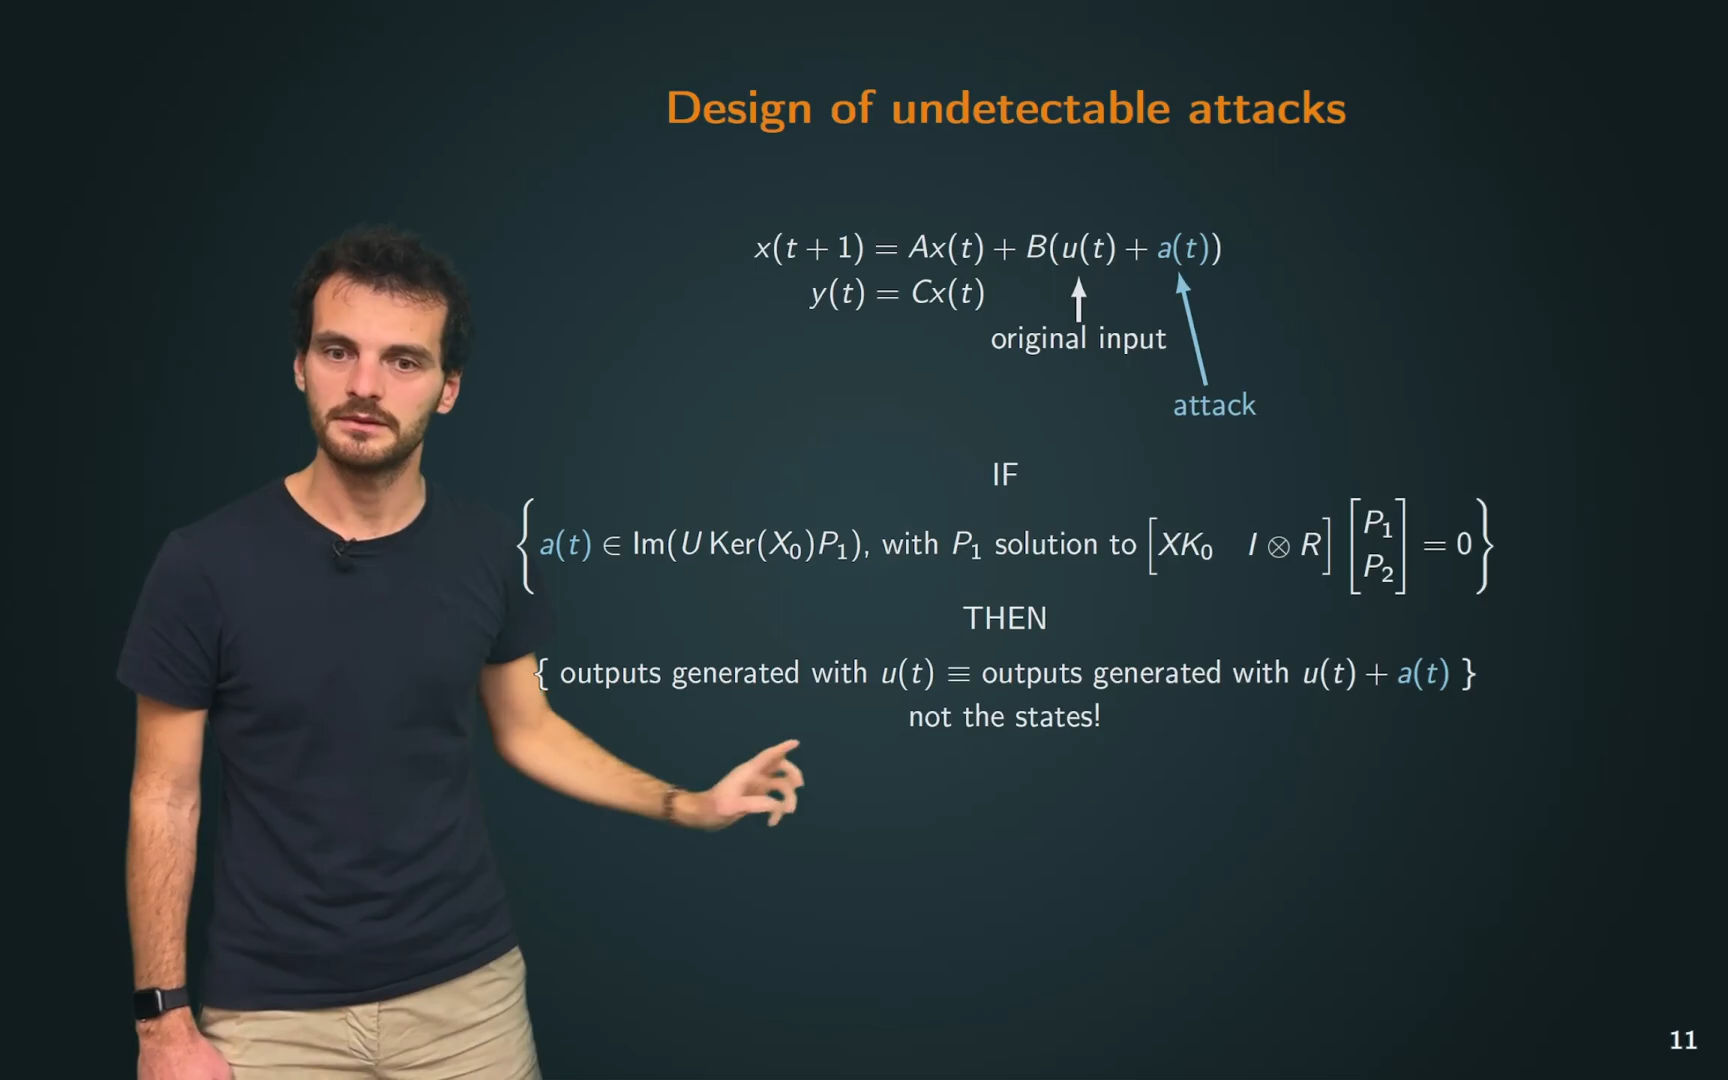 Design of undetectable attacks
x(t + 1) = Ax(t) + B(u(t) + a(t))
y(t) = Cx(t)
original input
attack
IF
{ a(t) ∈ Im(U Ker(X₀)P₁), with P₁ solution to [XK₀ I ⊗ R] [P₁ P₂] = 0 }
THEN
{ outputs generated with u(t) ≡ outputs generated with u(t) + a(t) }
not the states!
11